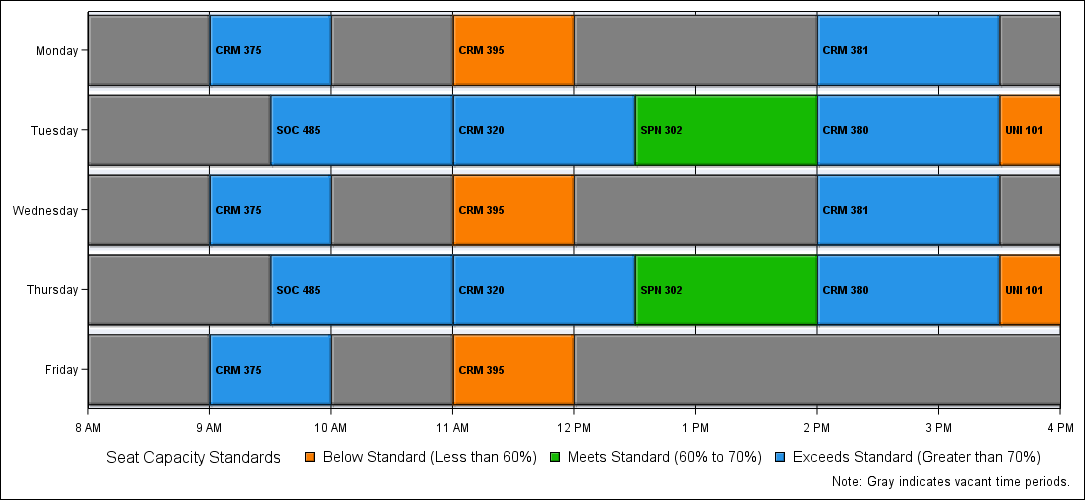 Monday CRM 375 CRM 395 CRM 381
Tuesday SOC 485 CRM 320 SPN 302 CRM 380 UNI 101
Wednesday CRM 375 CRM 395 CRM 381
Thursday SOC 485 CRM 320 SPN 302 CRM 380 UNI 101
Friday CRM 375 CRM 395
8 AM 9 AM 10 AM 11 AM 12 PM 1 PM 2 PM 3 PM 4 PM
Seat Capacity Standards Below Standard (Less than 60%) Meets Standard (60% to 70%) Exceeds Standard (Greater than 70%)
Note: Gray indicates vacant time periods.